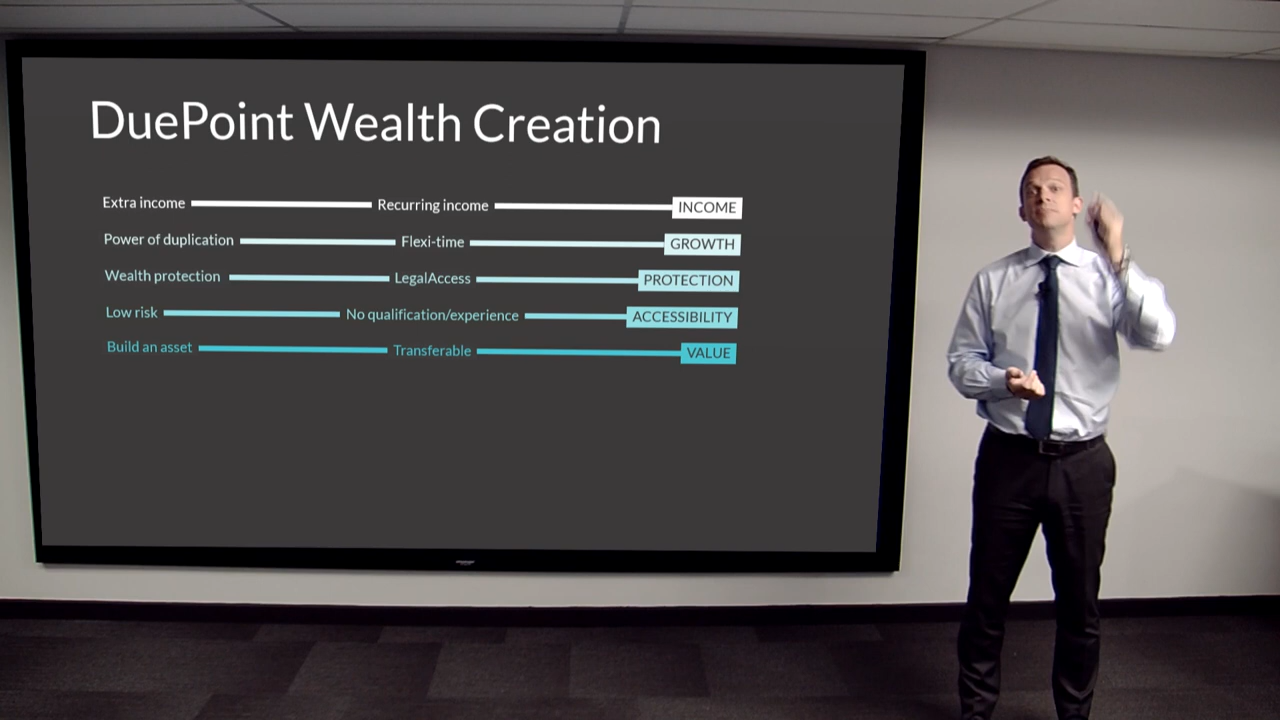 DuePoint Wealth Creation
Extra income Recurring income INCOME
Power of duplication Flexi-time GROWTH
Wealth protection LegalAccess PROTECTION
Low risk No qualification/experience ACCESSIBILITY
Build an asset Transferable VALUE